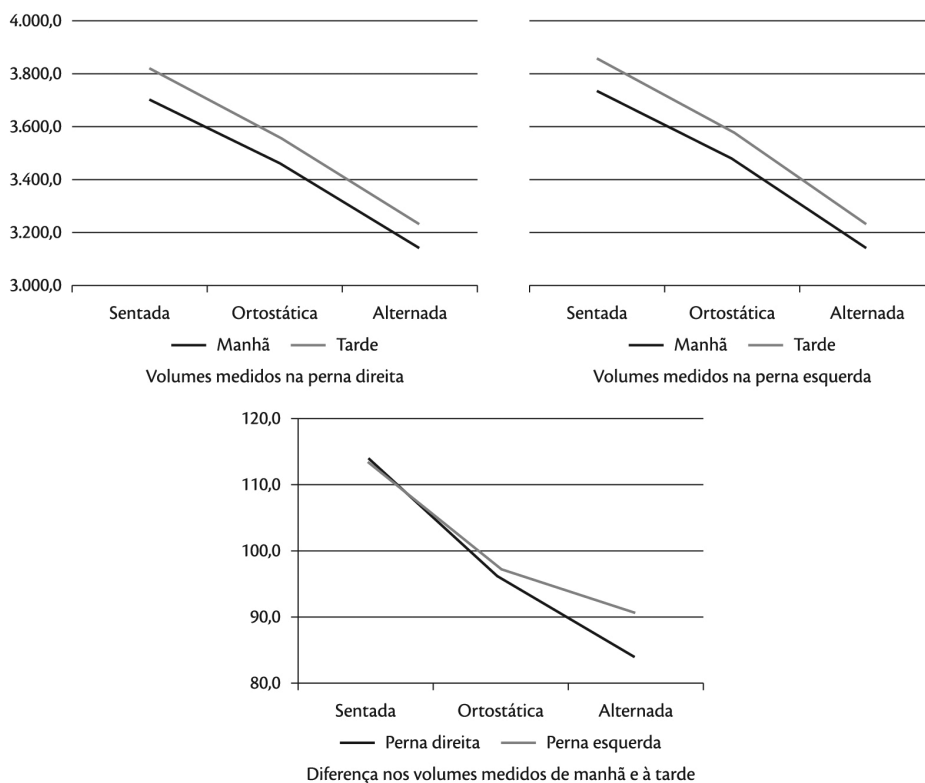 4.000,0
3.800,0
3.600,0
3.400,0
3.200,0
3.000,0
Sentada Ortostática Alternada
Manhã Tarde
Volumes medidos na perna direita
Sentada Ortostática Alternada
Manhã Tarde
Volumes medidos na perna esquerda
120,0
110,0
100,0
90,0
80,0
Sentada Ortostática Alternada
Perna direita Perna esquerda
Diferença nos volumes medidos de manhã e à tarde